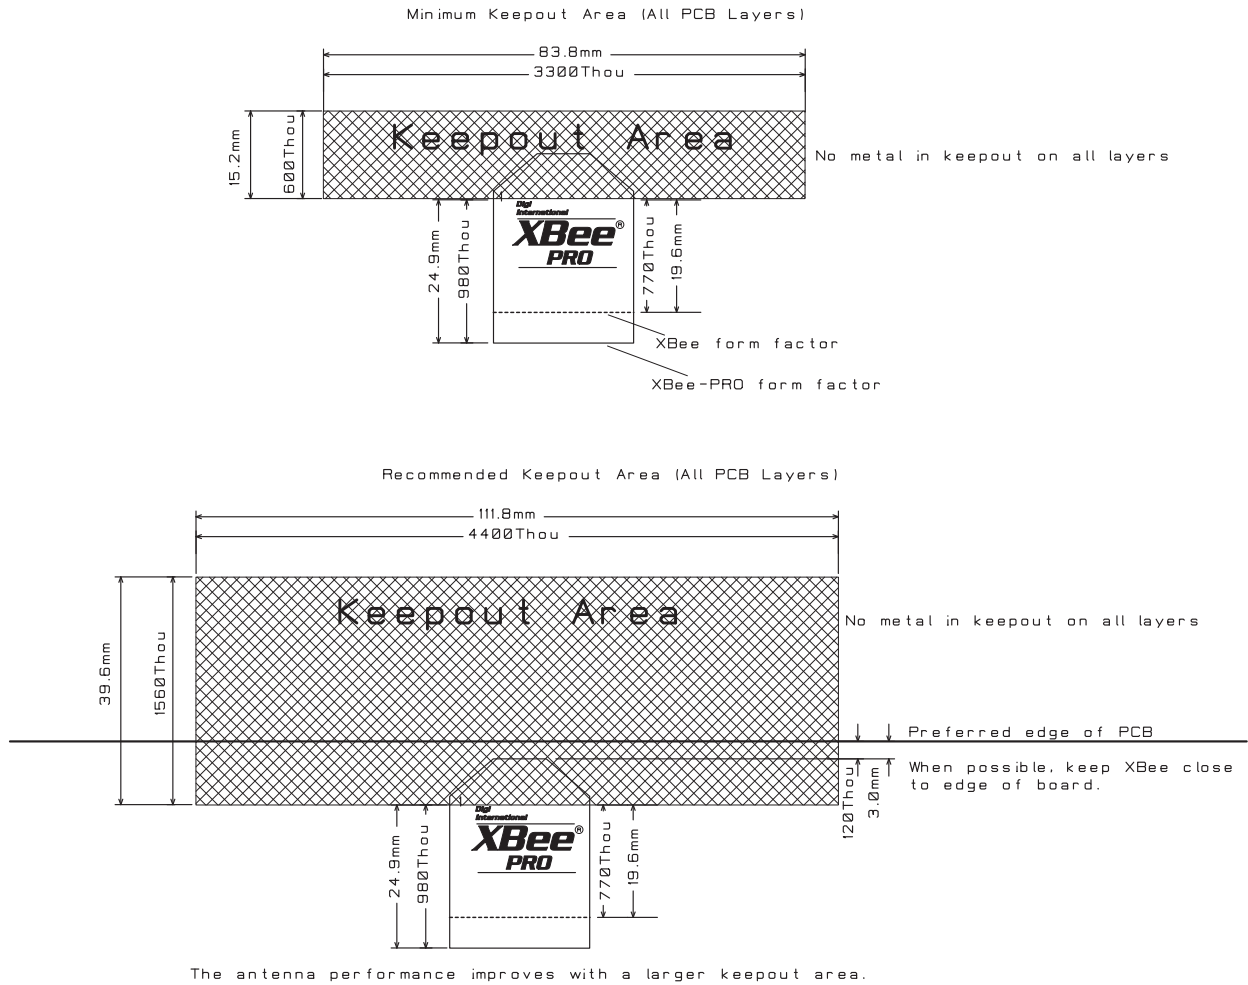 Minimum Keepout Area (All PCB Layers)
83.8mm
3300Thou
Keepout Area
15.2mm
600Thou
No metal in keepout on all layers
Digi
International
XBee®
PRO
24.9mm
980Thou
770Thou
19.6mm
XBee form factor
XBee-PRO form factor
Recommended Keepout Area (All PCB Layers)
111.8mm
4400Thou
Keepout Area
No metal in keepout on all layers
39.6mm
1560Thou
Preferred edge of PCB
When possible, keep XBee close
to edge of board.
120Thou
3.0mm
Digi
International
XBee®
PRO
24.9mm
980Thou
770Thou
19.6mm
The antenna performance improves with a larger keepout area.